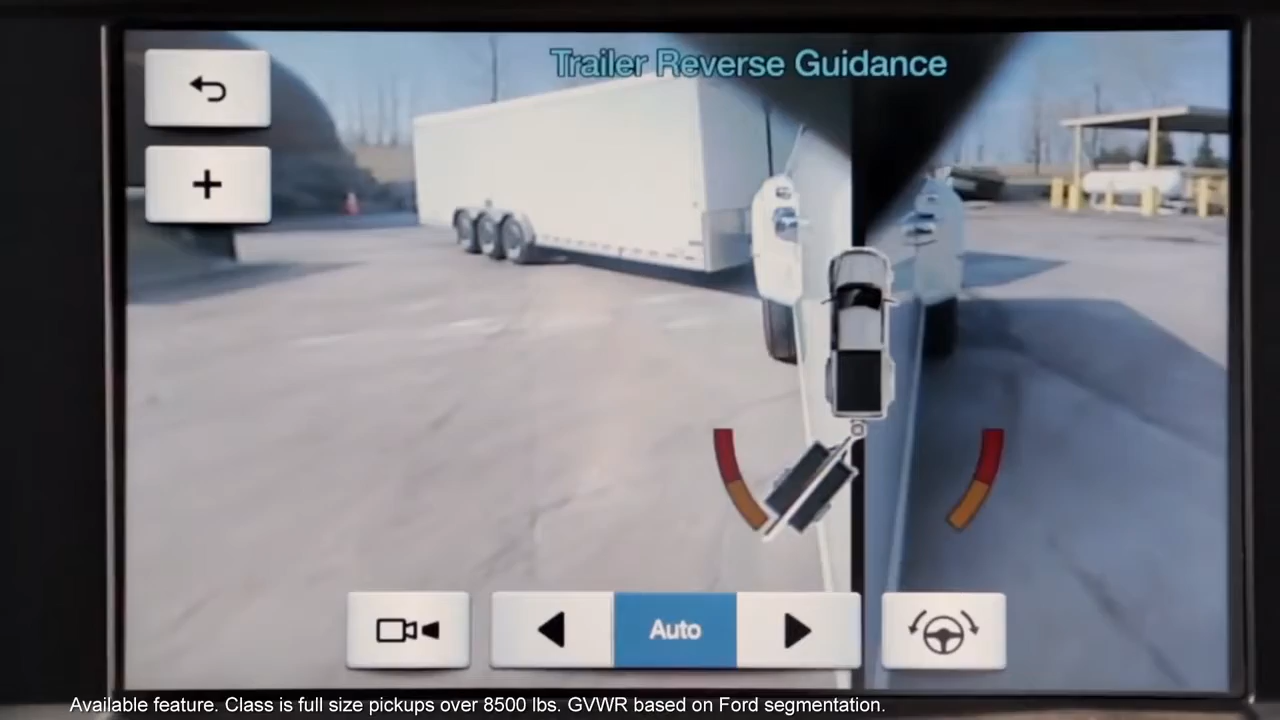 Trailer Reverse Guidance
Auto
Available feature. Class is full size pickups over 8500 lbs. GVWR based on Ford segmentation.